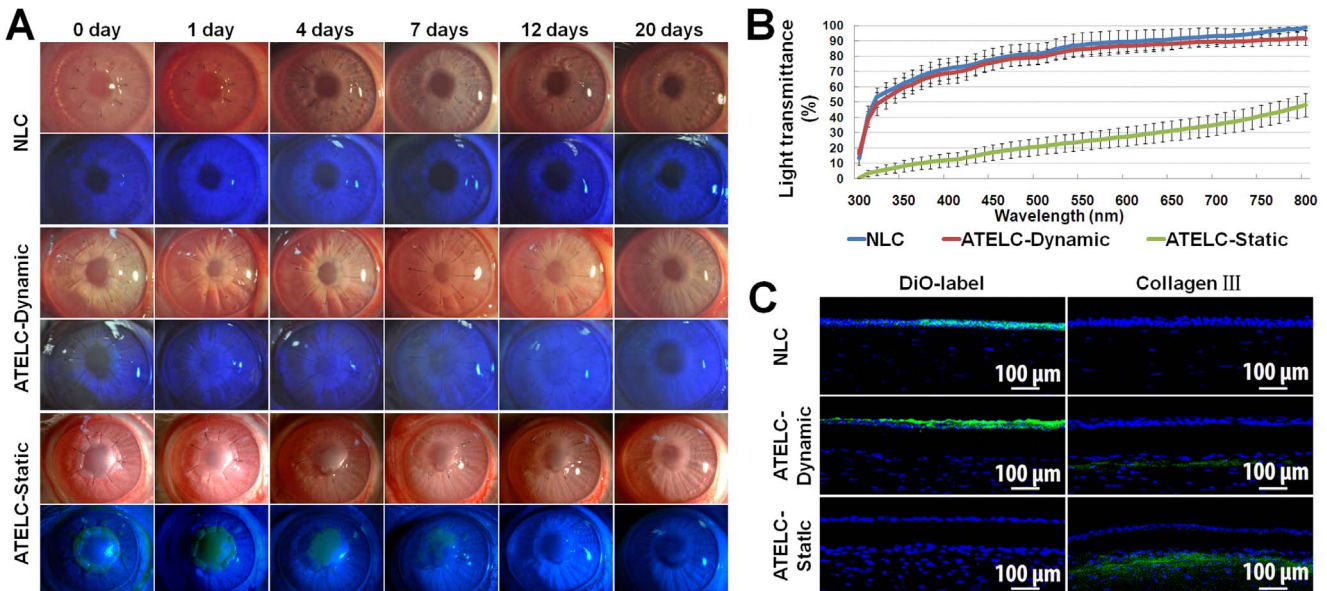 A
0 day 1 day 4 days 7 days 12 days 20 days
NLC
ATELC-Dynamic
ATELC-Static
B
Light transmittance
(%)
100
90
80
70
60
50
40
30
20
10
0
300 350 400 450 500 550 600 650 700 750 800
Wavelength (nm)
NLC ATELC-Dynamic ATELC-Static
C
DiO-label Collagen III
NLC
100 µm 100 µm
ATELC-
Dynamic
100 µm 100 µm
ATELC-
Static
100 µm 100 µm